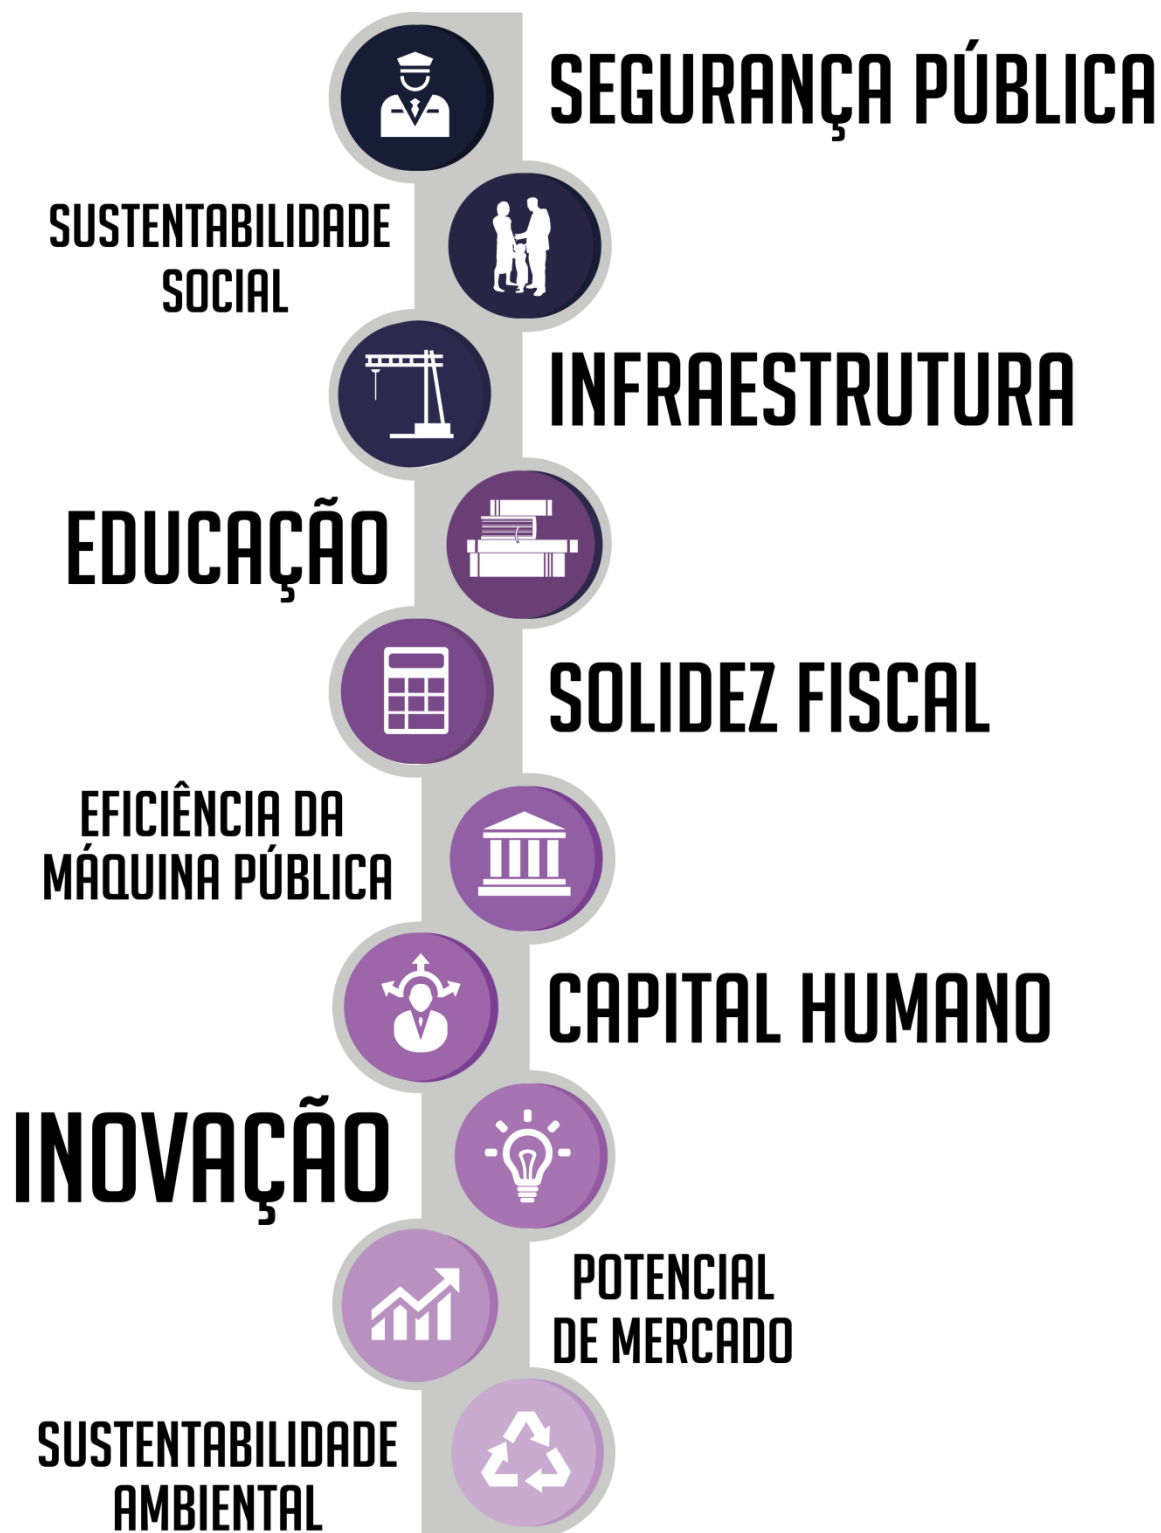 SEGURANÇA PÚBLICA
SUSTENTABILIDADE
SOCIAL
INFRAESTRUTURA
EDUCAÇÃO
SOLIDEZ FISCAL
EFICIÊNCIA DA
MÁQUINA PÚBLICA
CAPITAL HUMANO
INOVAÇÃO
POTENCIAL
DE MERCADO
SUSTENTABILIDADE
AMBIENTAL